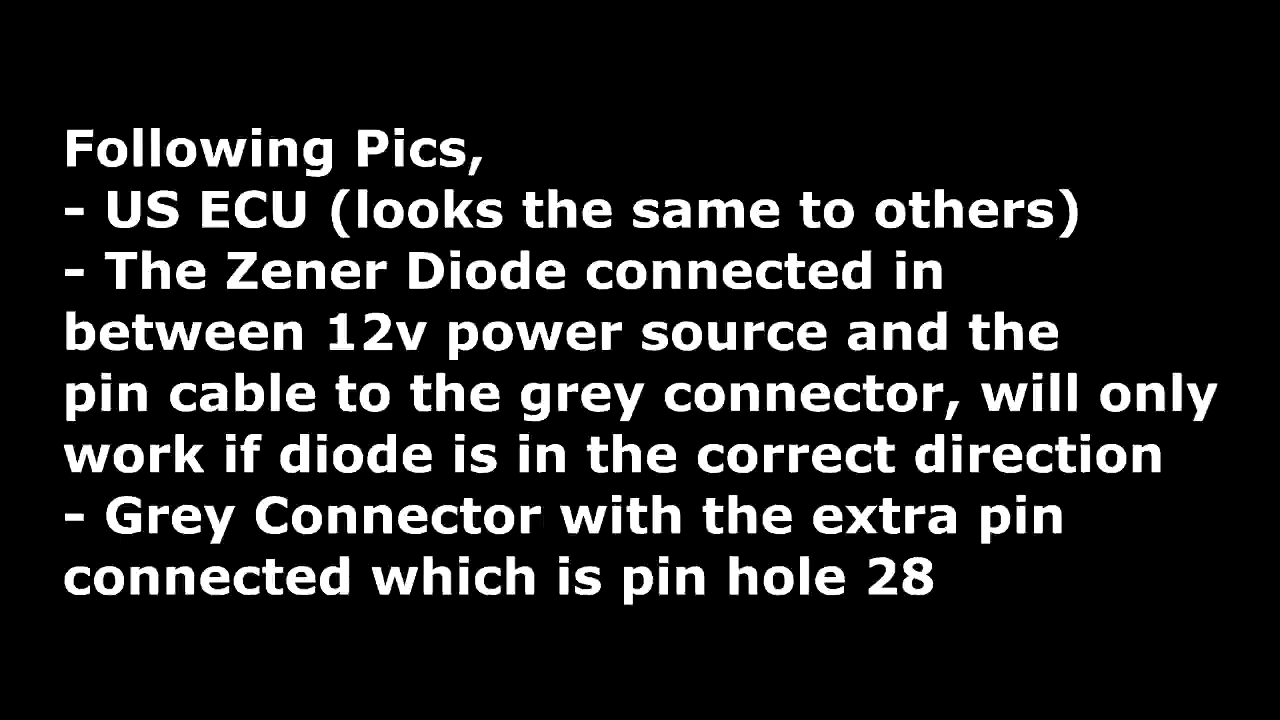 Following Pics,
- US ECU (looks the same to others)
- The Zener Diode connected in
between 12v power source and the
pin cable to the grey connector, will only
work if diode is in the correct direction
- Grey Connector with the extra pin
connected which is pin hole 28